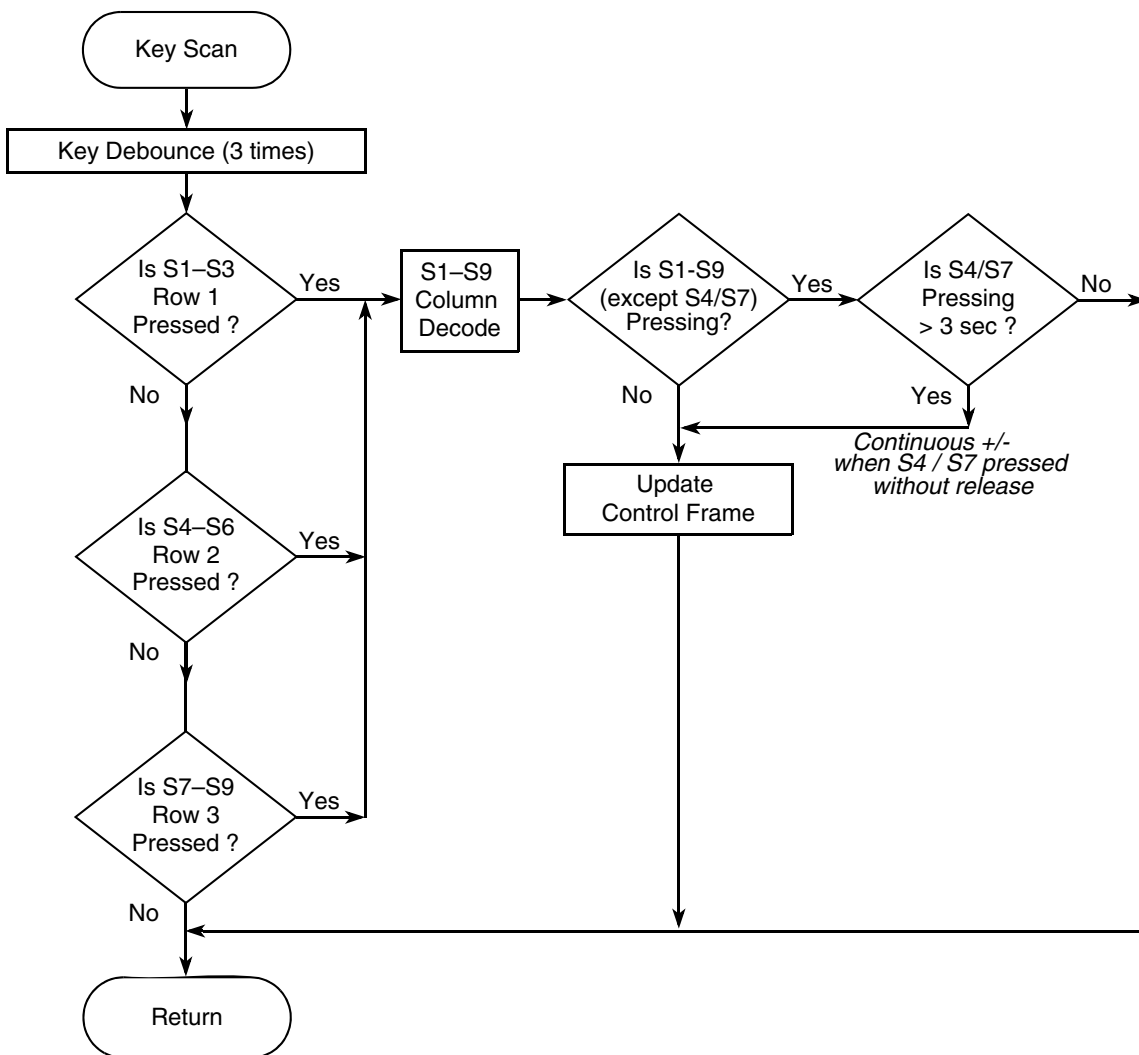 Key Scan
Key Debounce (3 times)
Is S1–S3
Row 1
Pressed ?
Yes
No
S1–S9
Column
Decode
Is S1-S9
(except S4/S7)
Pressing?
Yes
No
Is S4/S7
Pressing
> 3 sec ?
No
Yes
Continuous +/-
when S4 / S7 pressed
without release
Update
Control Frame
Is S4–S6
Row 2
Pressed ?
Yes
No
Is S7–S9
Row 3
Pressed ?
Yes
No
Return